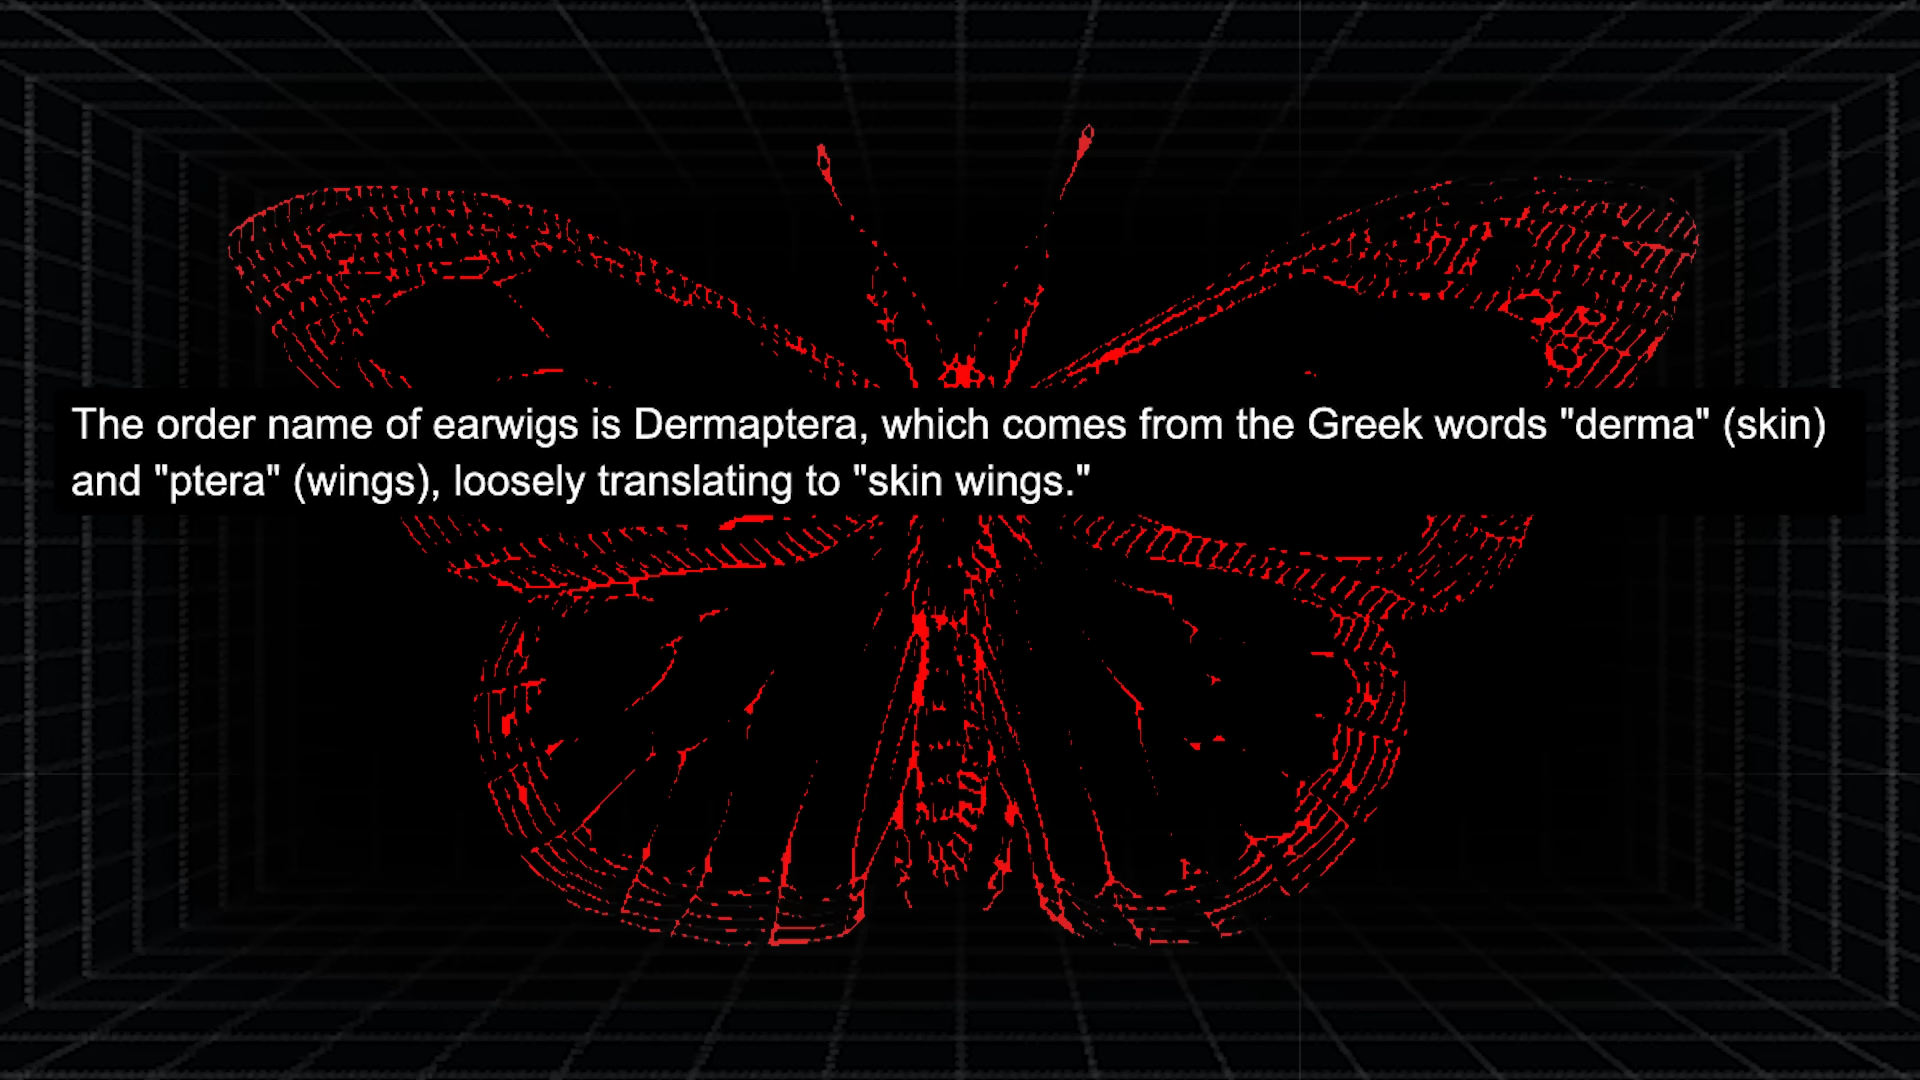 The order name of earwigs is Dermaptera, which comes from the Greek words "derma" (skin)
and "ptera" (wings), loosely translating to "skin wings."